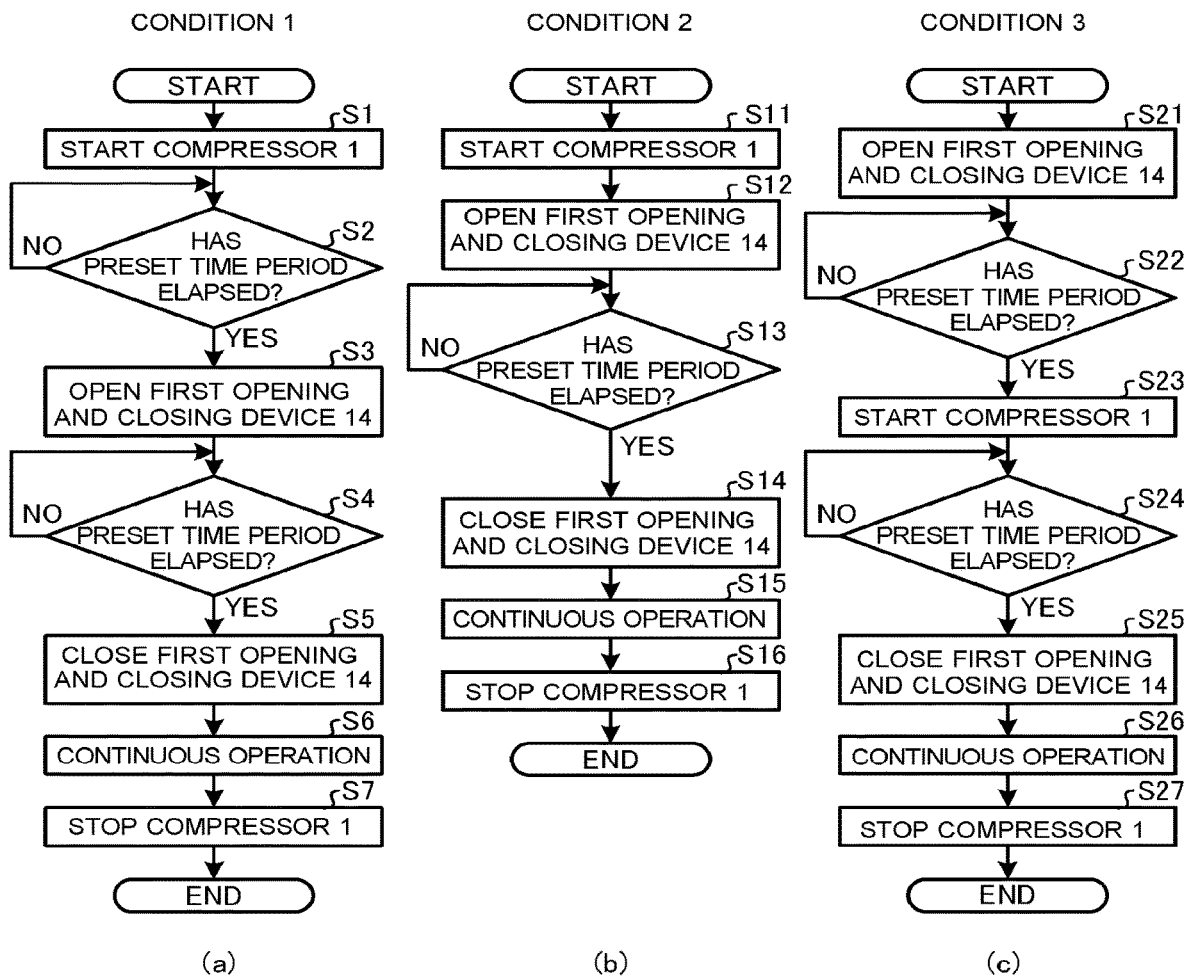 CONDITION 1
START
S1
START COMPRESSOR 1
S2
HAS
PRESET TIME PERIOD
ELAPSED?
NO
YES
S3
OPEN FIRST OPENING
AND CLOSING DEVICE 14
S4
HAS
PRESET TIME PERIOD
ELAPSED?
NO
YES
S5
CLOSE FIRST OPENING
AND CLOSING DEVICE 14
S6
CONTINUOUS OPERATION
S7
STOP COMPRESSOR 1
END
(a)
CONDITION 2
START
S11
START COMPRESSOR 1
S12
OPEN FIRST OPENING
AND CLOSING DEVICE 14
S13
HAS
PRESET TIME PERIOD
ELAPSED?
NO
YES
S14
CLOSE FIRST OPENING
AND CLOSING DEVICE 14
S15
CONTINUOUS OPERATION
S16
STOP COMPRESSOR 1
END
(b)
CONDITION 3
START
S21
OPEN FIRST OPENING
AND CLOSING DEVICE 14
S22
HAS
PRESET TIME PERIOD
ELAPSED?
NO
YES
S23
START COMPRESSOR 1
S24
HAS
PRESET TIME PERIOD
ELAPSED?
NO
YES
S25
CLOSE FIRST OPENING
AND CLOSING DEVICE 14
S26
CONTINUOUS OPERATION
S27
STOP COMPRESSOR 1
END
(c)